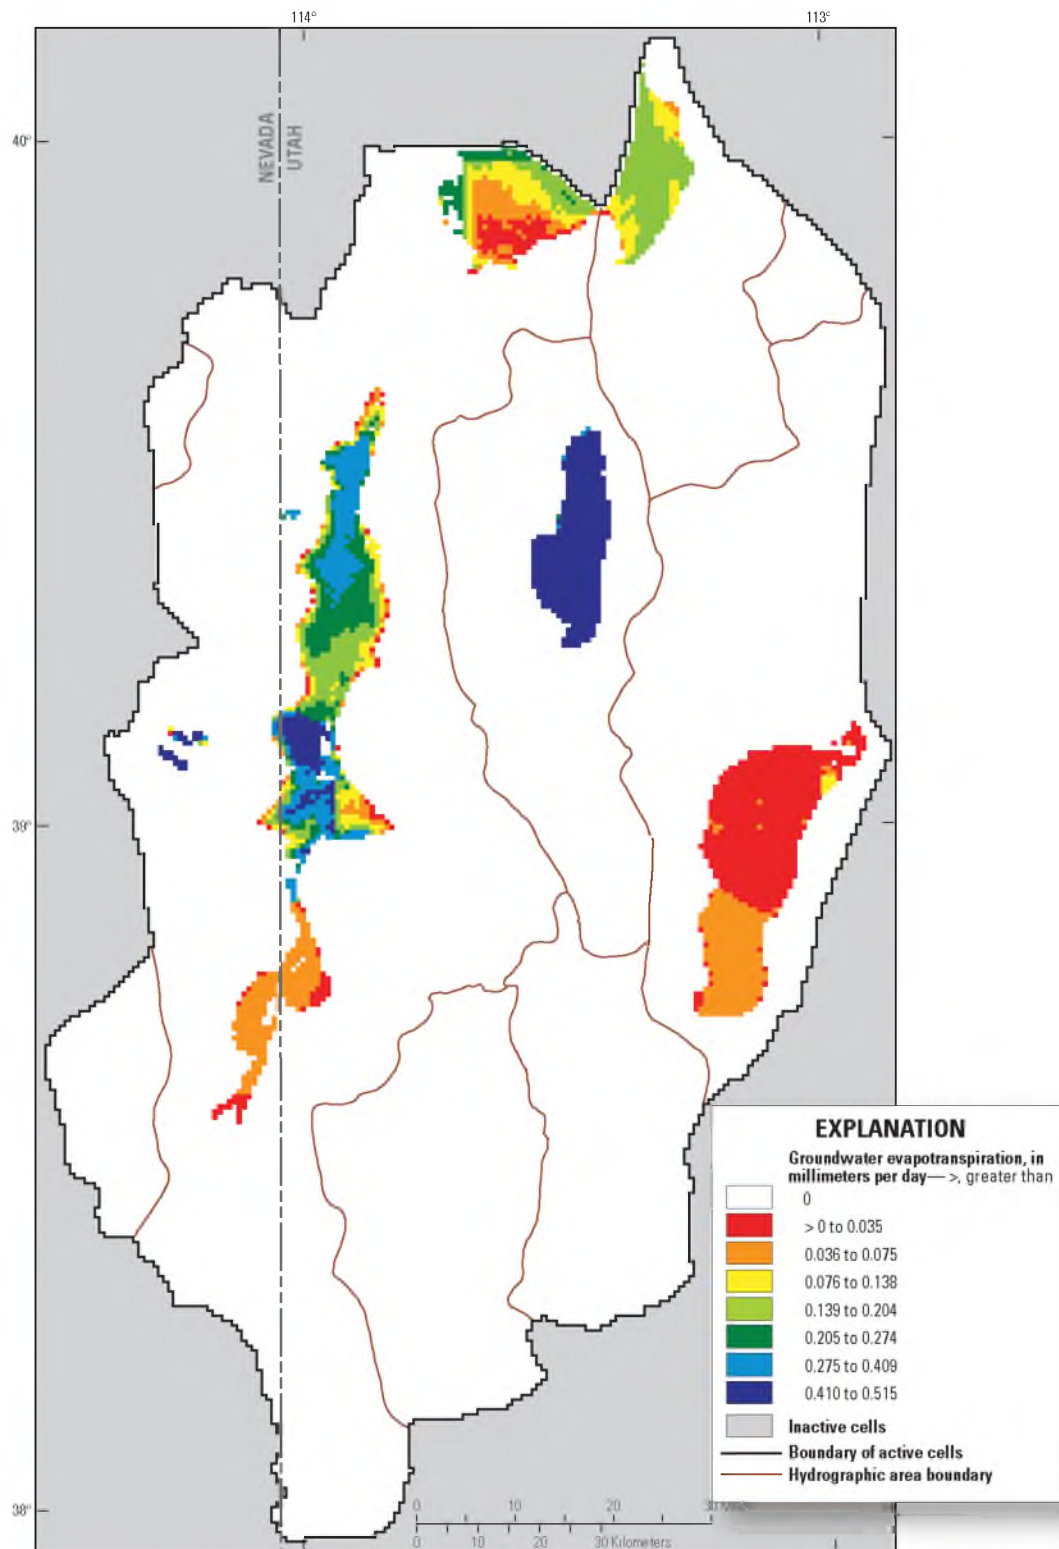 114°
113°
40°
NEVADA
UTAH
39°
EXPLANATION
Groundwater evapotranspiration, in
millimeters per day— >, greater than
0
> 0 to 0.035
0.036 to 0.075
0.076 to 0.138
0.139 to 0.204
0.205 to 0.274
0.275 to 0.409
0.410 to 0.515
Inactive cells
Boundary of active cells
Hydrographic area boundary
38°
0 10 20
0 10 20 30 Kilometers